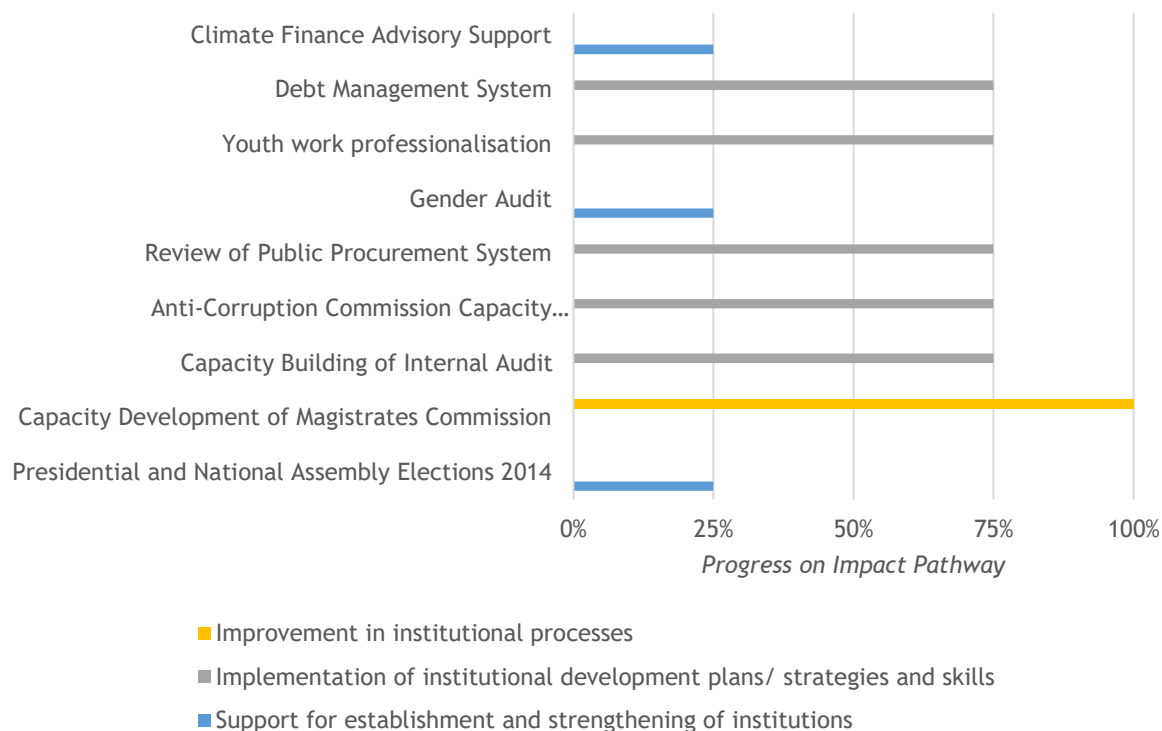 Climate Finance Advisory Support
Debt Management System
Youth work professionalisation
Gender Audit
Review of Public Procurement System
Anti-Corruption Commission Capacity…
Capacity Building of Internal Audit
Capacity Development of Magistrates Commission
Presidential and National Assembly Elections 2014
0% 25% 50% 75% 100%
Progress on Impact Pathway
Improvement in institutional processes
Implementation of institutional development plans/ strategies and skills
Support for establishment and strengthening of institutions